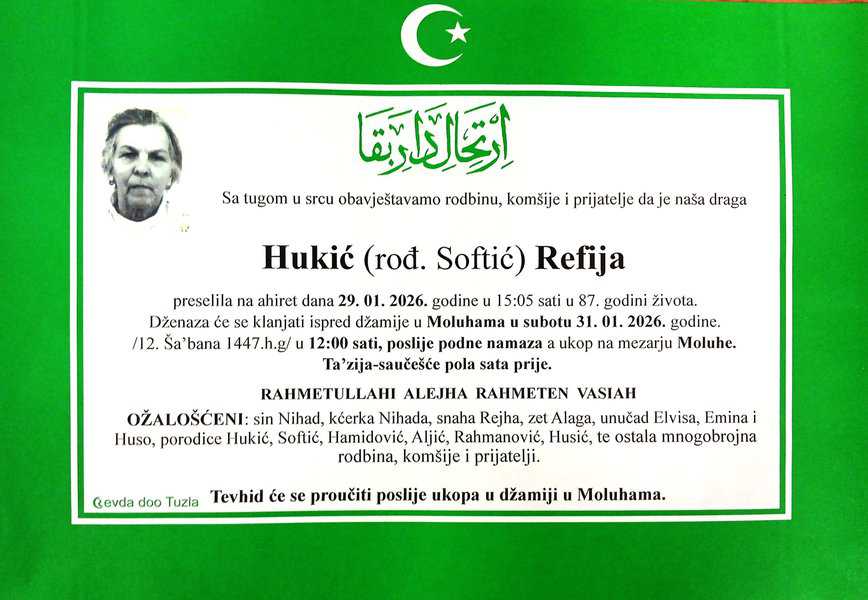 اِرْتِحَالِ دَارِ بَقَا
Sa tugom u srcu obavještavamo rodbinu, komšije i prijatelje da je naša draga
Hukić (rođ. Softić) Refija
preselila na ahiret dana 29. 01. 2026. godine u 15:05 sati u 87. godini života.
Dženaza će se klanjati ispred džamije u Moluhama u subotu 31. 01. 2026. godine.
/12. Ša’bana 1447.h.g/ u 12:00 sati, poslije podne namaza a ukop na mezarju Moluhe.
Ta’zija-saučešće pola sata prije.
RAHMETULLAHI ALEJHA RAHMETEN VASIAH
OŽALOŠĆENI: sin Nihad, kćerka Nihada, snaha Rejha, zet Alaga, unučad Elvisa, Emina i
Huso, porodice Hukić, Softić, Hamidović, Aljić, Rahmanović, Husić, te ostala mnogobrojna
rodbina, komšije i prijatelji.
Tevhid će se proučiti poslije ukopa u džamiji u Moluhama.
Cevda doo Tuzla